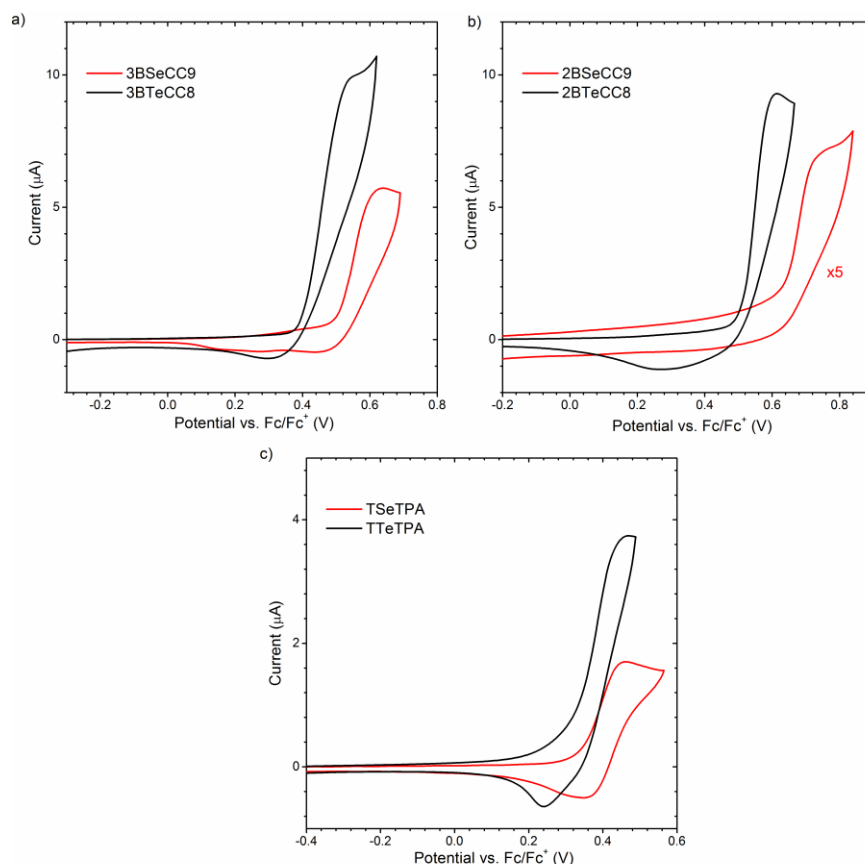 a)
3BSeCC9
3BTeCC8
10
5
0
Current (μA)
-0.2 0.0 0.2 0.4 0.6 0.8
Potential vs. Fc/Fc⁺ (V)
b)
2BSeCC9
2BTeCC8
10
5
0
Current (μA)
x5
-0.2 0.0 0.2 0.4 0.6 0.8
Potential vs. Fc/Fc⁺ (V)
c)
TSeTPA
TTeTPA
4
2
0
Current (μA)
-0.4 -0.2 0.0 0.2 0.4 0.6
Potential vs. Fc/Fc⁺ (V)